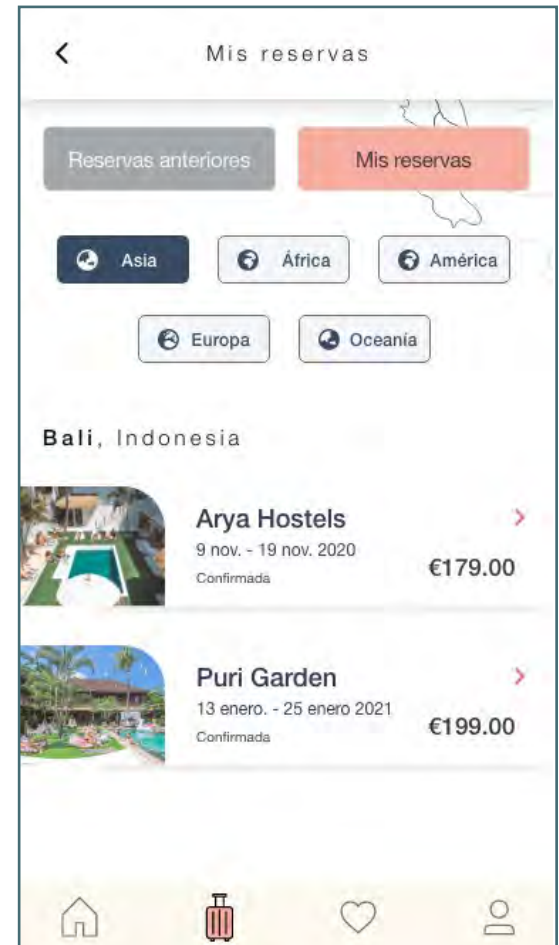 Mis reservas
Reservas anteriores
Mis reservas
Asia
África
América
Europa
Oceanía
Bali, Indonesia
Arya Hostels
9 nov. - 19 nov. 2020
€179.00
Confirmada
Puri Garden
13 enero. - 25 enero 2021
€199.00
Confirmada